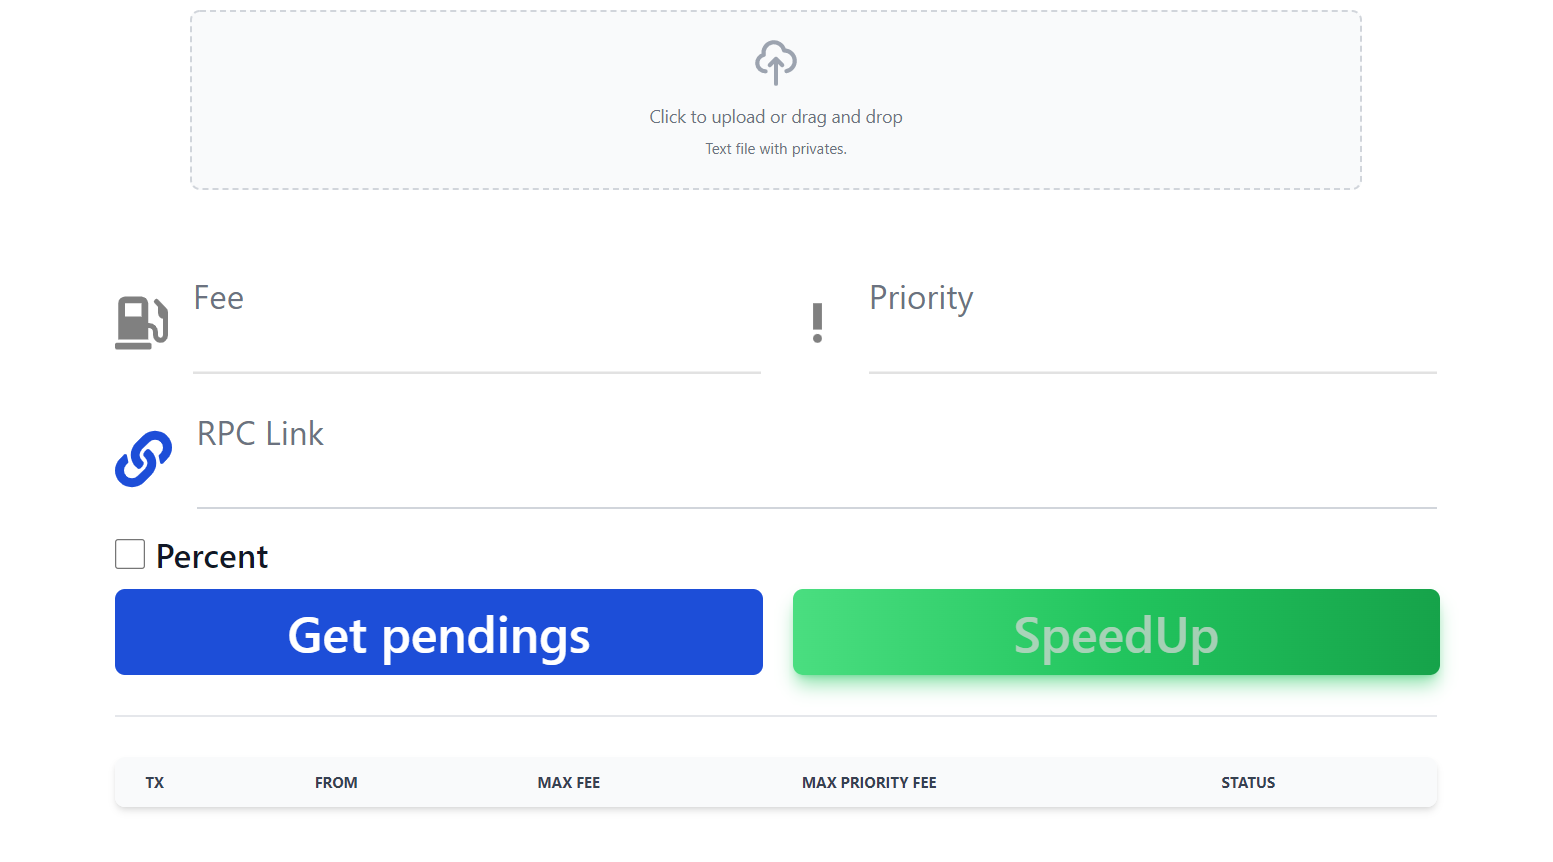 Click to upload or drag and drop
Text file with privates.
Fee
Priority
RPC Link
Percent
Get pendings
SpeedUp
TX FROM MAX FEE MAX PRIORITY FEE STATUS